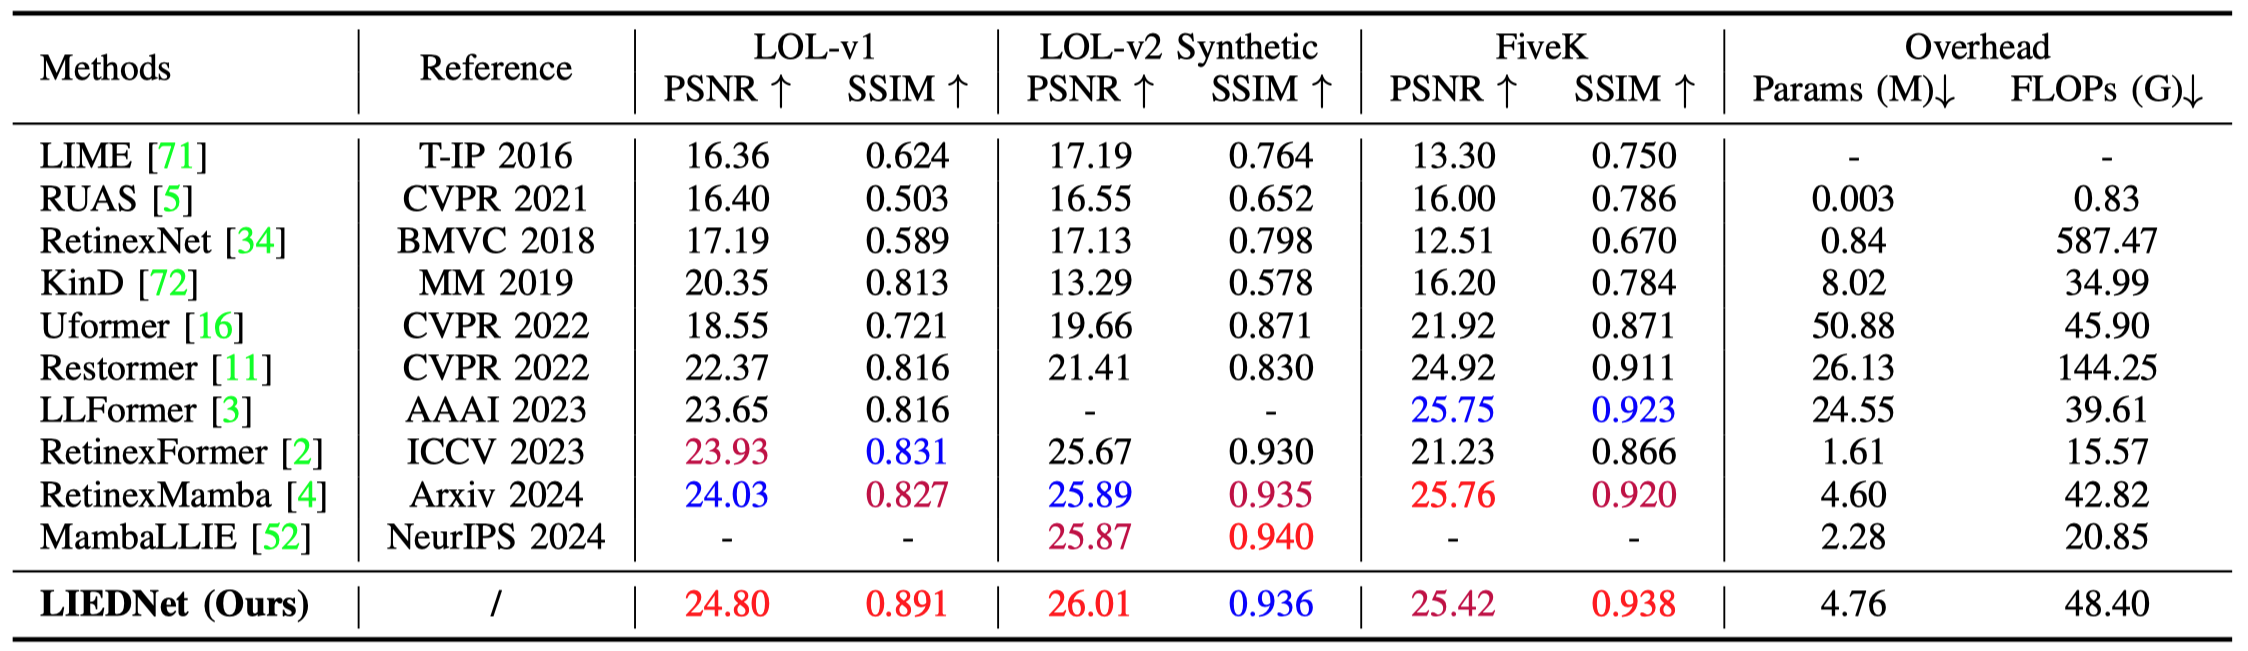 Methods Reference LOL-v1 LOL-v2 Synthetic FiveK Overhead
PSNR ↑ SSIM ↑ PSNR ↑ SSIM ↑ PSNR ↑ SSIM ↑ Params (M)↓ FLOPs (G)↓
LIME [71] T-IP 2016 16.36 0.624 17.19 0.764 13.30 0.750 - -
RUAS [5] CVPR 2021 16.40 0.503 16.55 0.652 16.00 0.786 0.003 0.83
RetinexNet [34] BMVC 2018 17.19 0.589 17.13 0.798 12.51 0.670 0.84 587.47
KinD [72] MM 2019 20.35 0.813 13.29 0.578 16.20 0.784 8.02 34.99
Uformer [16] CVPR 2022 18.55 0.721 19.66 0.871 21.92 0.871 50.88 45.90
Restormer [11] CVPR 2022 22.37 0.816 21.41 0.830 24.92 0.911 26.13 144.25
LLFormer [3] AAAI 2023 23.65 0.816 - - 25.75 0.923 24.55 39.61
RetinexFormer [2] ICCV 2023 23.93 0.831 25.67 0.930 21.23 0.866 1.61 15.57
RetinexMamba [4] Arxiv 2024 24.03 0.827 25.89 0.935 25.76 0.920 4.60 42.82
MambaLLIE [52] NeurIPS 2024 - - 25.87 0.940 - - 2.28 20.85
LIEDNet (Ours) / 24.80 0.891 26.01 0.936 25.42 0.938 4.76 48.40